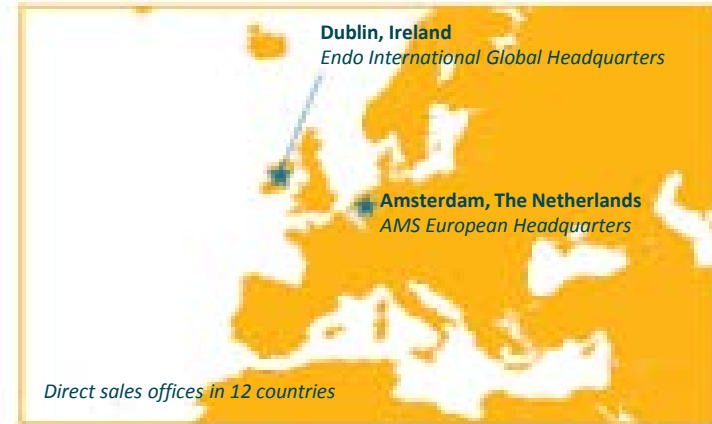 Dublin, Ireland
Endo International Global Headquarters
Amsterdam, The Netherlands
AMS European Headquarters
Direct sales offices in 12 countries